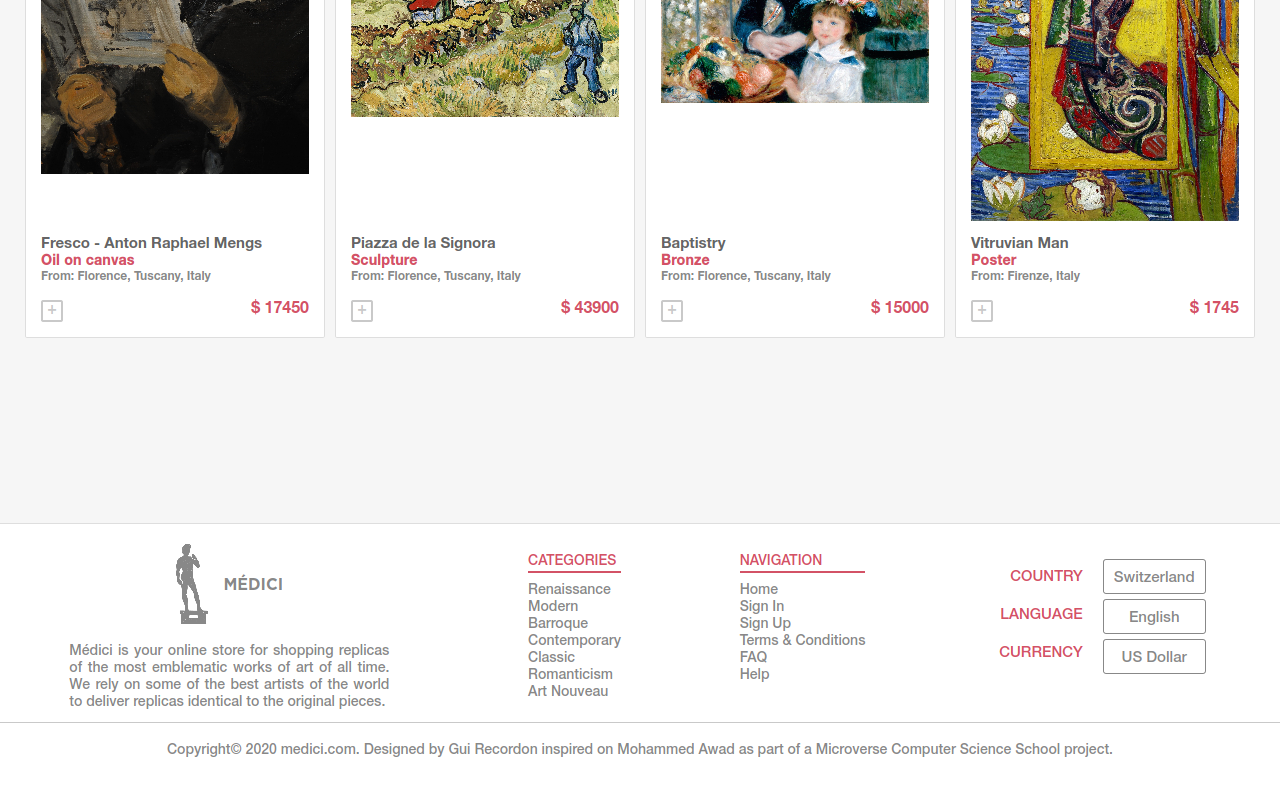 Fresco - Anton Raphael Mengs
Oil on canvas
From: Florence, Tuscany, Italy
+
$ 17450
Piazza de la Signora
Sculpture
From: Florence, Tuscany, Italy
+
$ 43900
Baptistry
Bronze
From: Florence, Tuscany, Italy
+
$ 15000
Vitruvian Man
Poster
From: Firenze, Italy
+
$ 1745
MÉDICI
Médici is your online store for shopping replicas
of the most emblematic works of art of all time.
We rely on some of the best artists of the world
to deliver replicas identical to the original pieces.
CATEGORIES
Renaissance
Modern
Barroque
Contemporary
Classic
Romanticism
Art Nouveau
NAVIGATION
Home
Sign In
Sign Up
Terms & Conditions
FAQ
Help
COUNTRY
Switzerland
LANGUAGE
English
CURRENCY
US Dollar
Copyright© 2020 medici.com. Designed by Gui Recordon inspired on Mohammed Awad as part of a Microverse Computer Science School project.